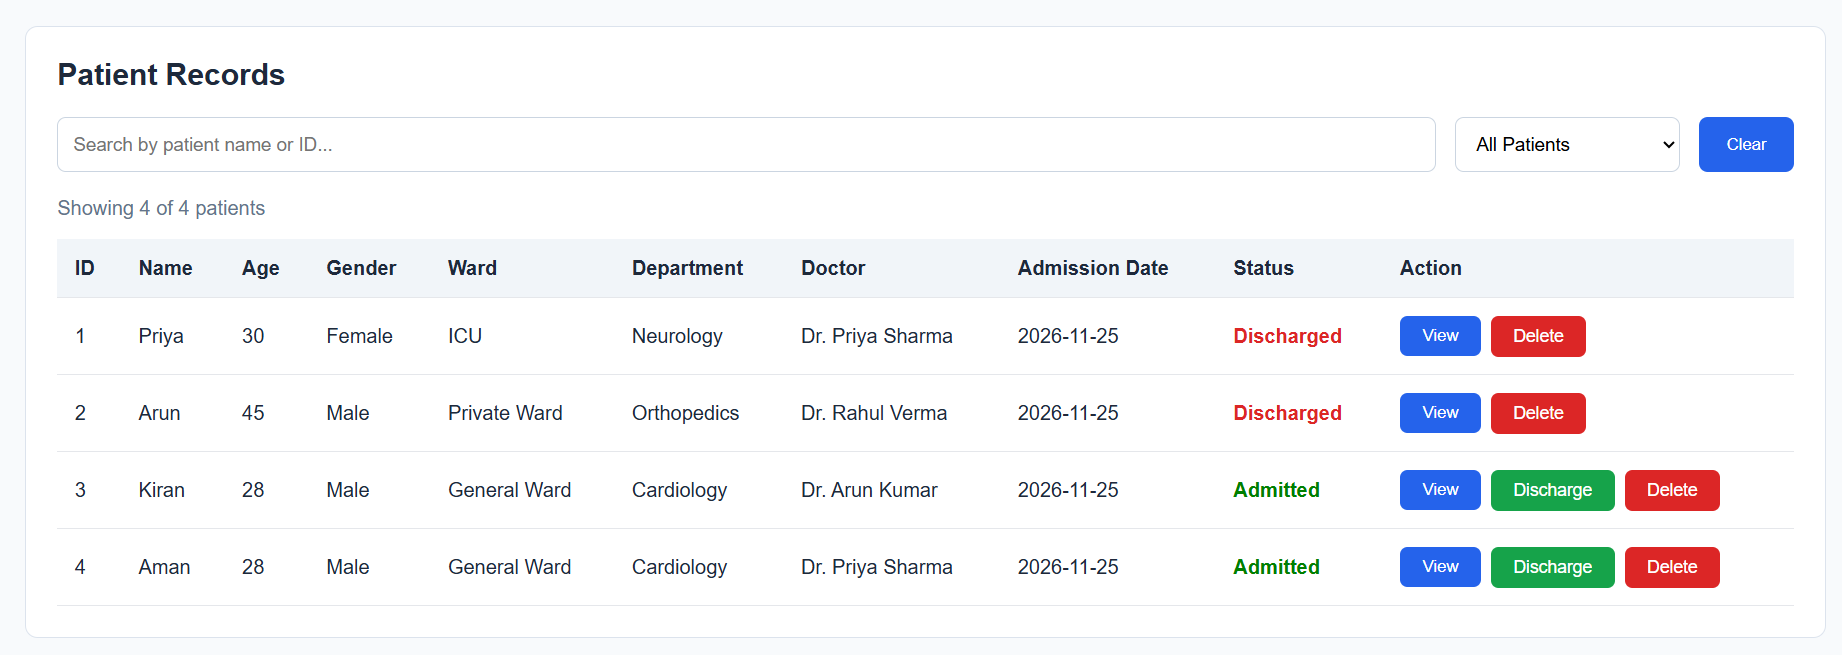 Patient Records
Search by patient name or ID... All Patients Clear
Showing 4 of 4 patients
ID Name Age Gender Ward Department Doctor Admission Date Status Action
1 Priya 30 Female ICU Neurology Dr. Priya Sharma 2026-11-25 Discharged View Delete
2 Arun 45 Male Private Ward Orthopedics Dr. Rahul Verma 2026-11-25 Discharged View Delete
3 Kiran 28 Male General Ward Cardiology Dr. Arun Kumar 2026-11-25 Admitted View Discharge Delete
4 Aman 28 Male General Ward Cardiology Dr. Priya Sharma 2026-11-25 Admitted View Discharge Delete